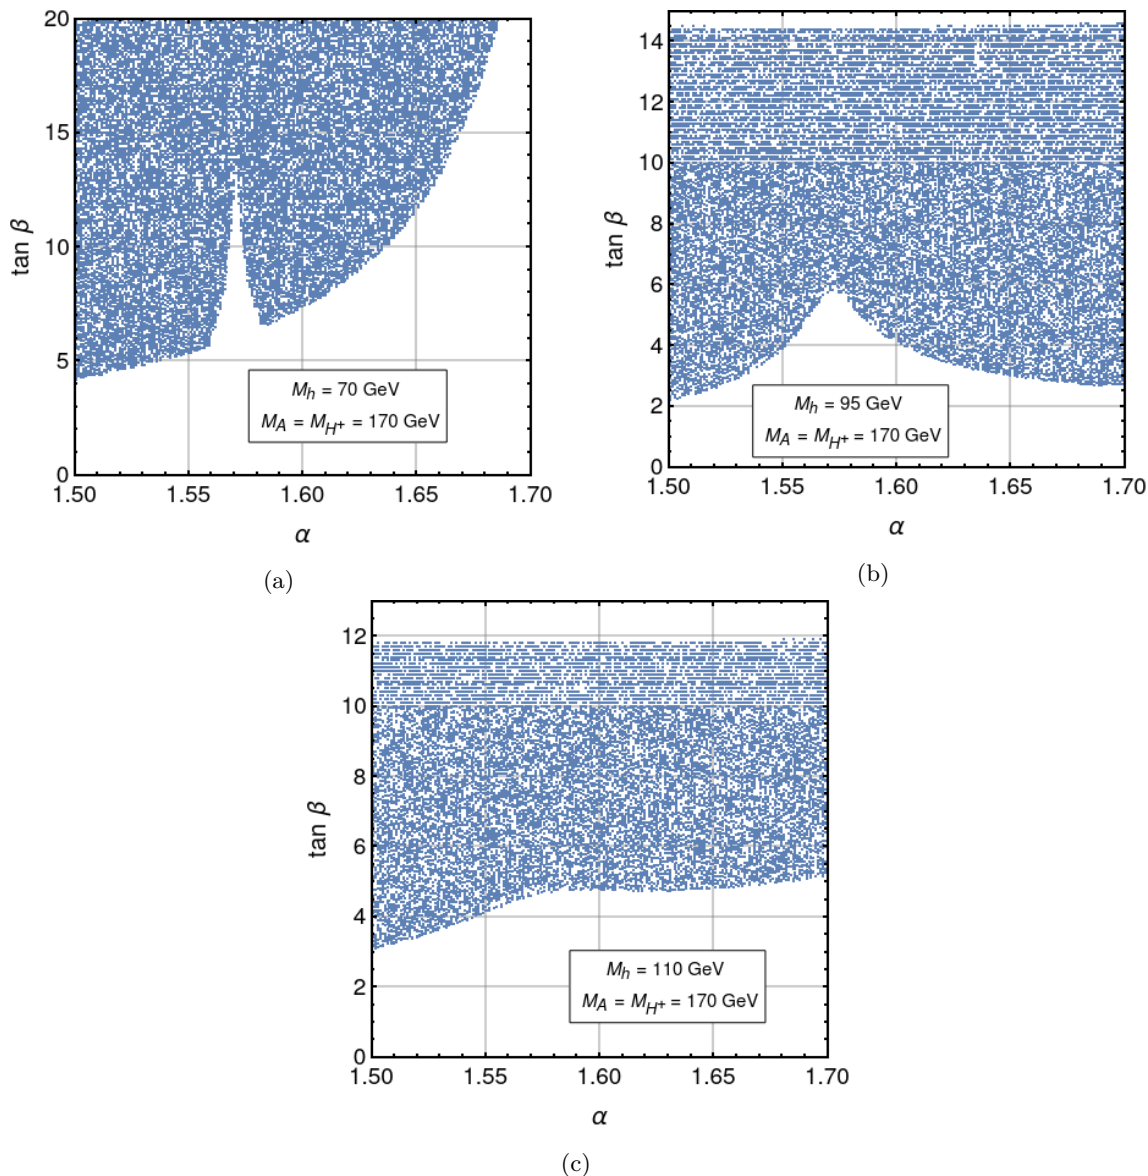 20
15
10
5
0
tan β
M_h = 70 GeV
M_A = M_H+ = 170 GeV
1.50 1.55 1.60 1.65 1.70
α
(a)
14
12
10
8
6
4
2
0
tan β
M_h = 95 GeV
M_A = M_H+ = 170 GeV
1.50 1.55 1.60 1.65 1.70
α
(b)
12
10
8
6
4
2
0
tan β
M_h = 110 GeV
M_A = M_H+ = 170 GeV
1.50 1.55 1.60 1.65 1.70
α
(c)